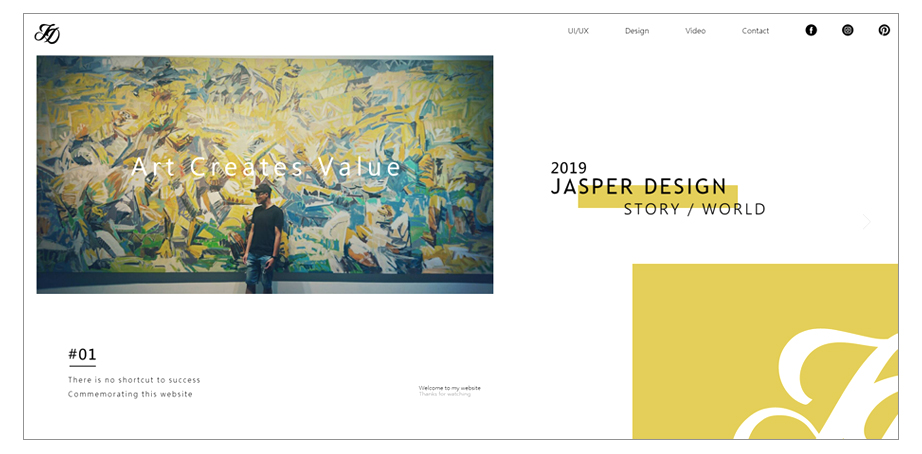 JD
UI/UX
Design
Video
Contact
Art Creates Value
2019
JASPER DESIGN
STORY / WORLD
#01
There is no shortcut to success
Commemorating this website
Welcome to my website
Thanks for watching